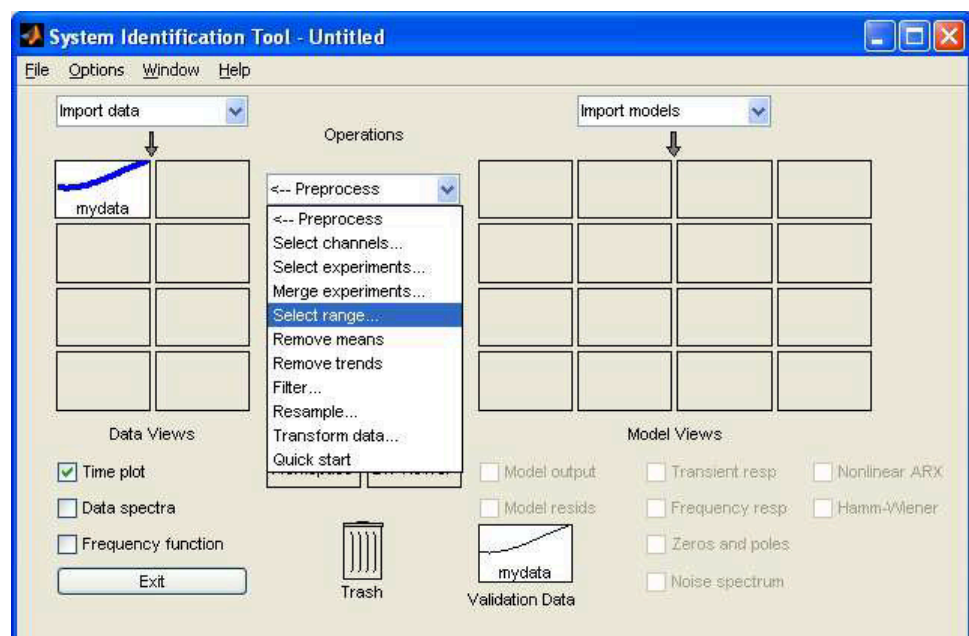 System Identification Tool - Untitled
File Options Window Help
Import data
Import models
Operations
<-- Preprocess
mydata
<-- Preprocess
Select channels...
Select experiments...
Merge experiments...
Select range...
Remove means
Remove trends
Filter...
Resample...
Transform data...
Quick start
Data Views
Model Views
Time plot
Data spectra
Frequency function
Exit
Trash
mydata
Validation Data
Model output
Transient resp
Nonlinear ARX
Model resids
Frequency resp
Hamm-Wiener
Zeros and poles
Noise spectrum